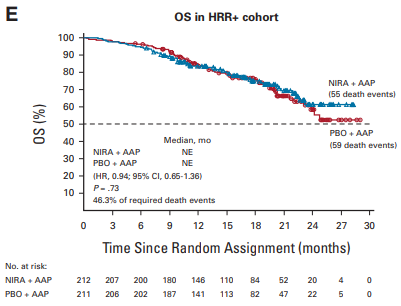 E
OS in HRR+ cohort
100
90
80
70
60
50
40
30
20
10
OS (%)
NIRA + AAP
(55 death events)
PBO + AAP
(59 death events)
Median, mo
NIRA + AAP NE
PBO + AAP NE
(HR, 0.94; 95% CI, 0.65-1.36)
P = .73
46.3% of required death events
0 3 6 9 12 15 18 21 24 27 30
Time Since Random Assignment (months)
No. at risk:
NIRA + AAP 212 207 200 180 146 110 84 52 20 4 0
PBO + AAP 211 206 202 187 141 113 82 47 22 5 0